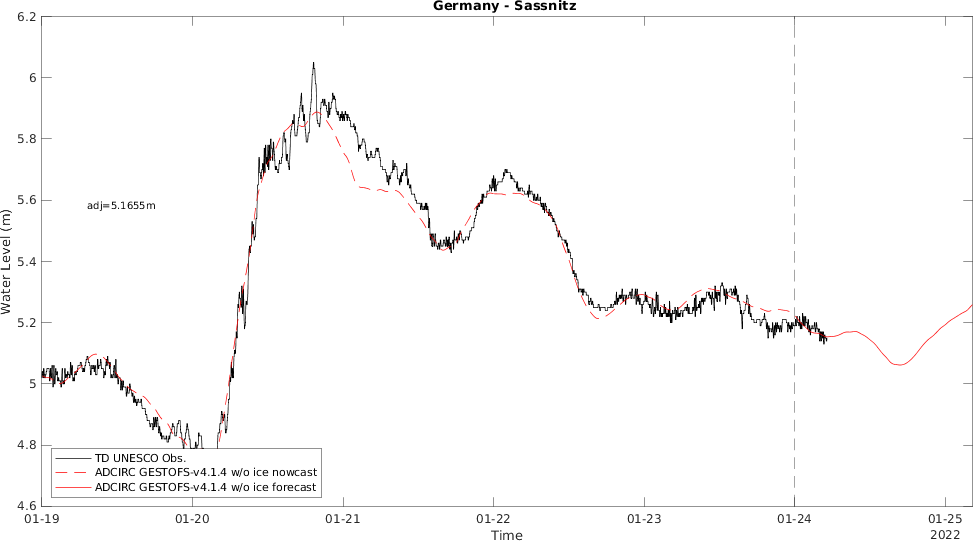 Germany - Sassnitz
6.2
6
5.8
5.6
5.4
5.2
5
4.8
4.6
Water Level (m)
adj=5.1655m
TD UNESCO Obs.
ADCIRC GESTOFS-v4.1.4 w/o ice nowcast
ADCIRC GESTOFS-v4.1.4 w/o ice forecast
01-19
01-20
01-21
01-22
01-23
01-24
01-25
Time
2022